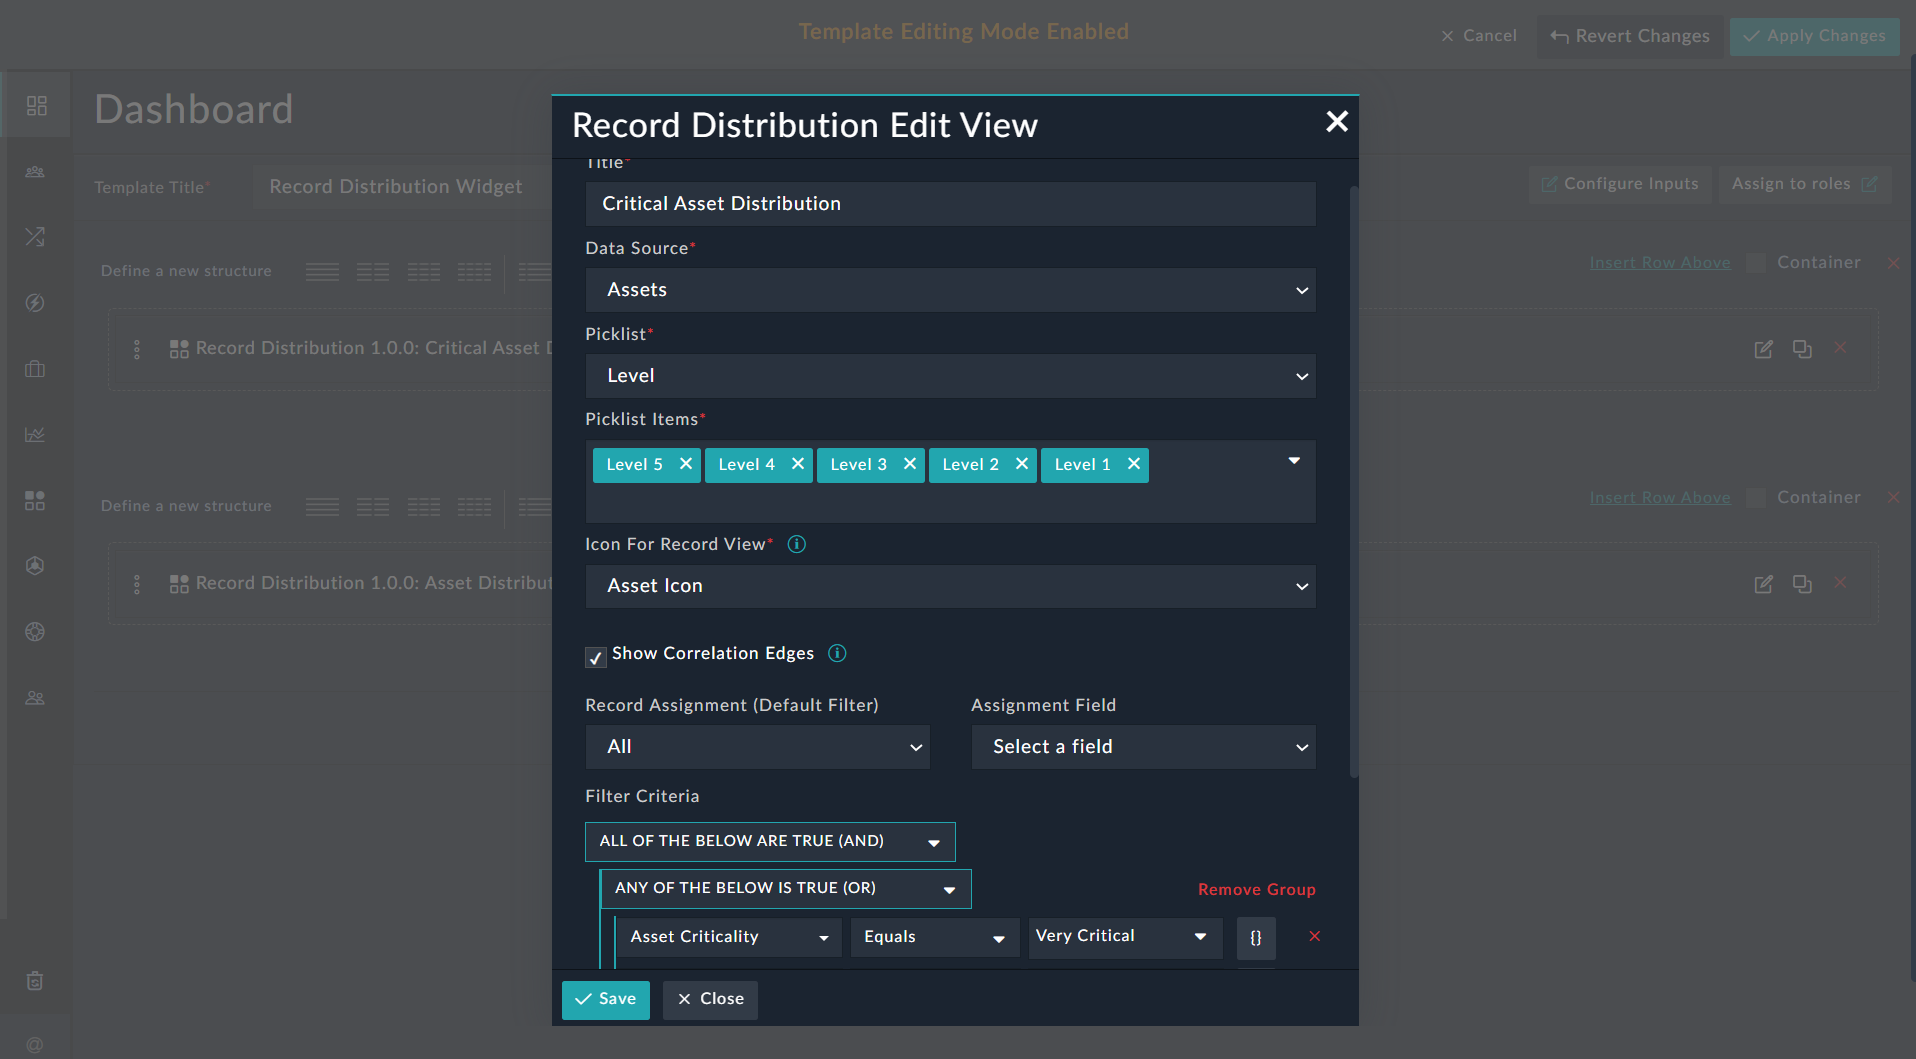 Template Editing Mode Enabled
Cancel
Revert Changes
Apply Changes
Dashboard
Template Title*
Record Distribution Widget
Configure Inputs
Assign to roles
Define a new structure
Insert Row Above
Container
Record Distribution 1.0.0: Critical Asset
Define a new structure
Insert Row Above
Container
Record Distribution 1.0.0: Asset Distribut
Record Distribution Edit View
Title*
Critical Asset Distribution
Data Source*
Assets
Picklist*
Level
Picklist Items*
Level 5 Level 4 Level 3 Level 2 Level 1
Icon For Record View*
Asset Icon
Show Correlation Edges
Record Assignment (Default Filter) Assignment Field
All Select a field
Filter Criteria
ALL OF THE BELOW ARE TRUE (AND)
ANY OF THE BELOW IS TRUE (OR) Remove Group
Asset Criticality Equals Very Critical {}
Save Close